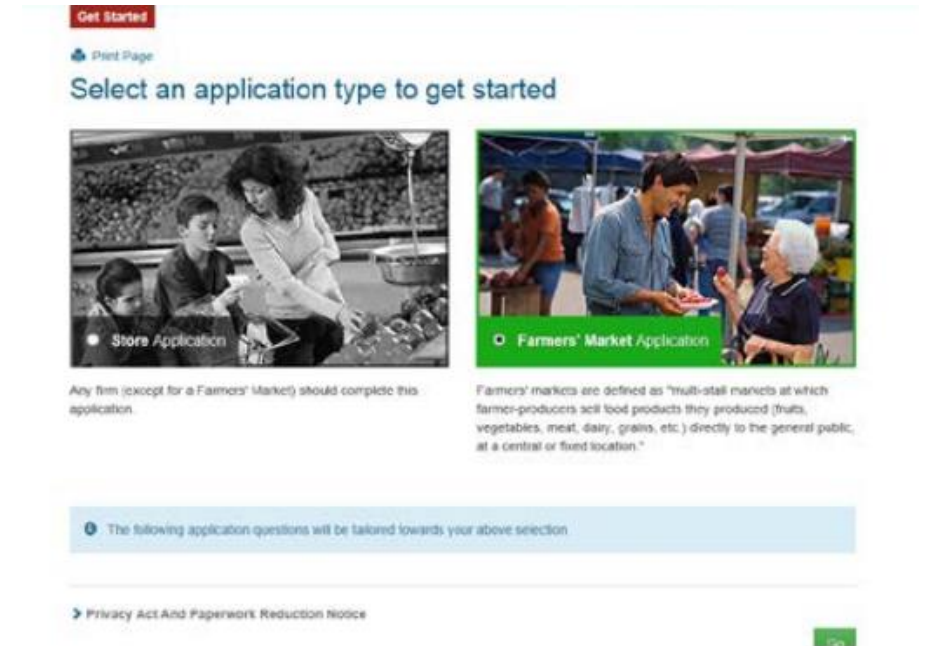 Get Started
Print Page
Select an application type to get started
Store Application
Farmers' Market Application
Any firm (except for a Farmers' Market) should complete this
application.
Farmers' markets are defined as "multi-stall markets at which
farmer-producers sell food products they produced (fruits,
vegetables, meat, dairy, grains, etc.) directly to the general public,
at a central or fixed location."
The following application questions will be tailored towards your above selection
Privacy Act And Paperwork Reduction Notice
Go